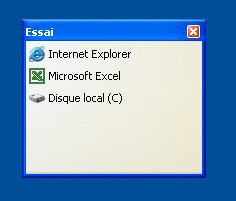 Essai
Internet Explorer
Microsoft Excel
Disque local (C)